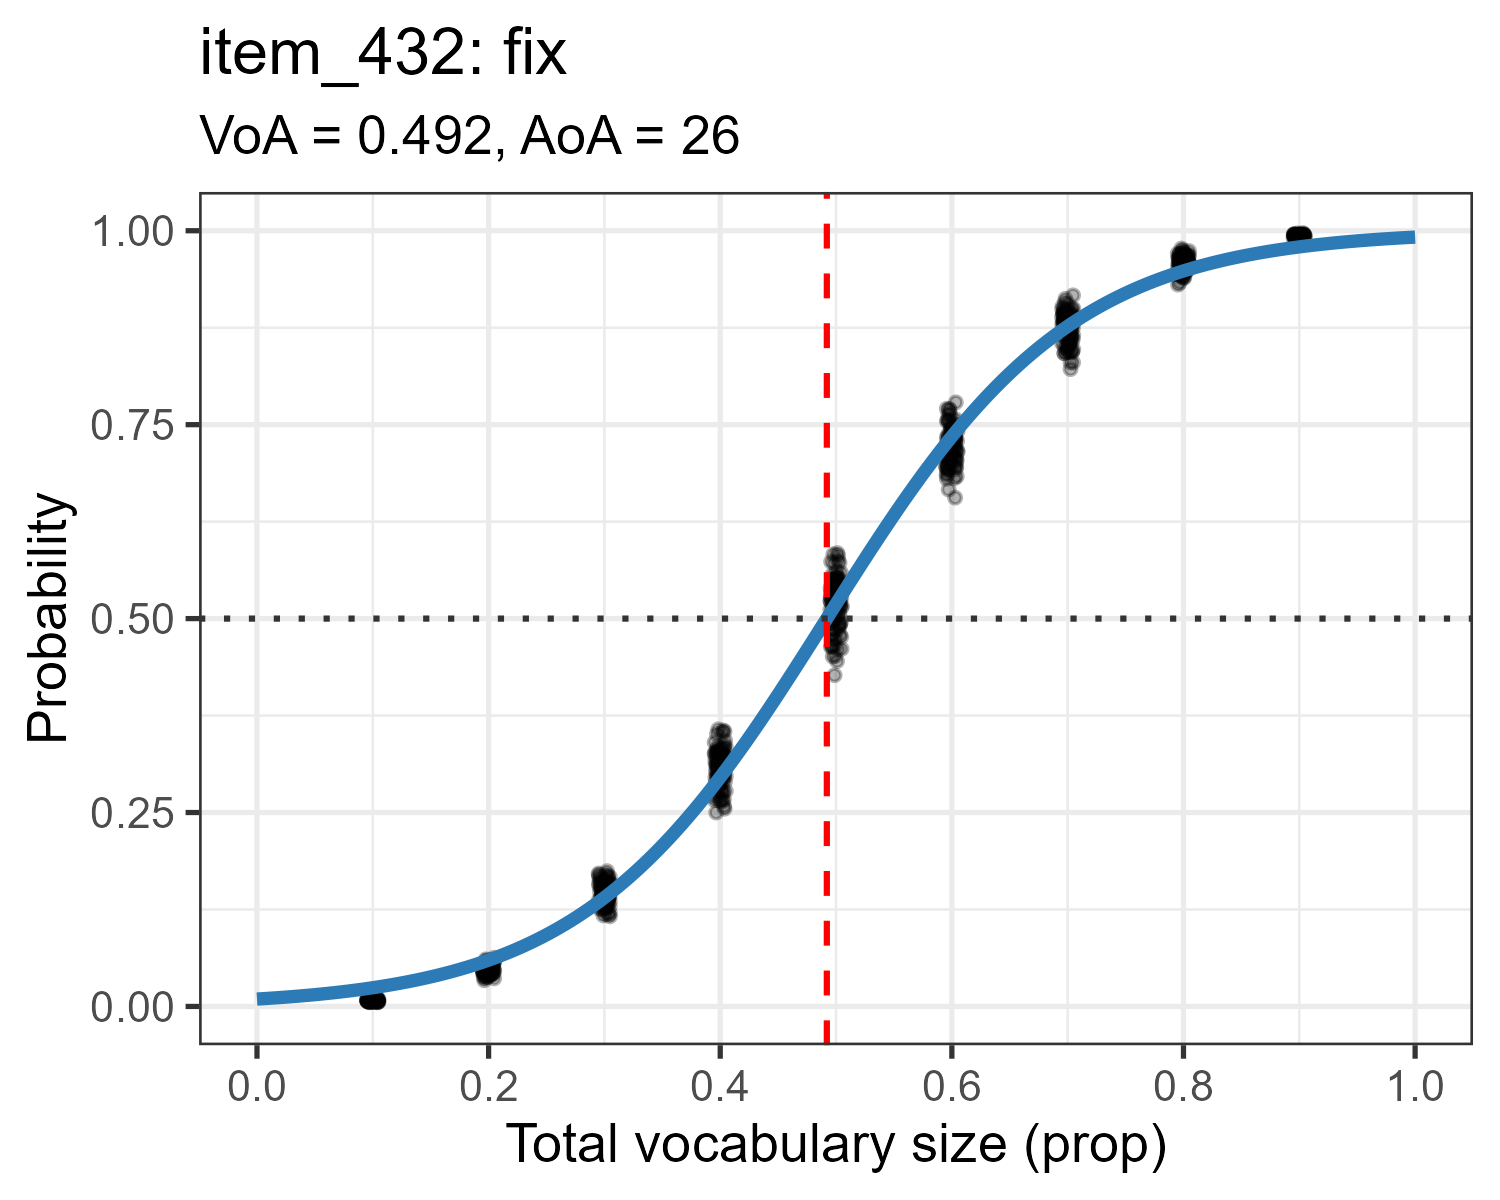 item_432: fix
VoA = 0.492, AoA = 26
1.00
0.75
0.50
0.25
0.00
Probability
0.0 0.2 0.4 0.6 0.8 1.0
Total vocabulary size (prop)